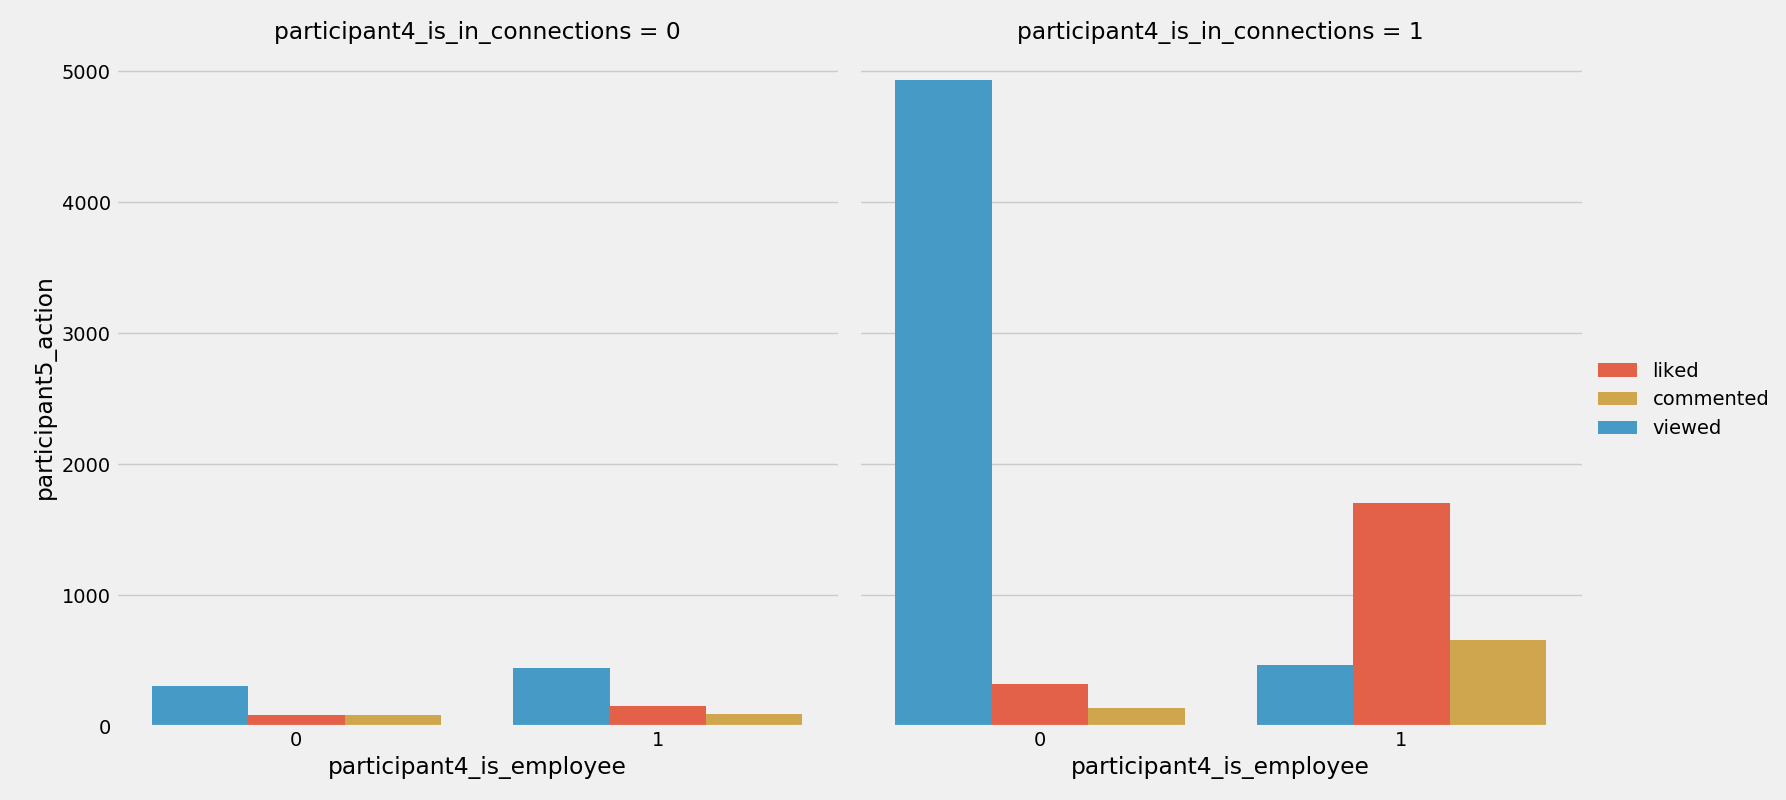 participant4_is_in_connections = 0
participant4_is_in_connections = 1
participant5_action
5000
4000
3000
2000
1000
0
0
1
0
1
participant4_is_employee
participant4_is_employee
liked
commented
viewed